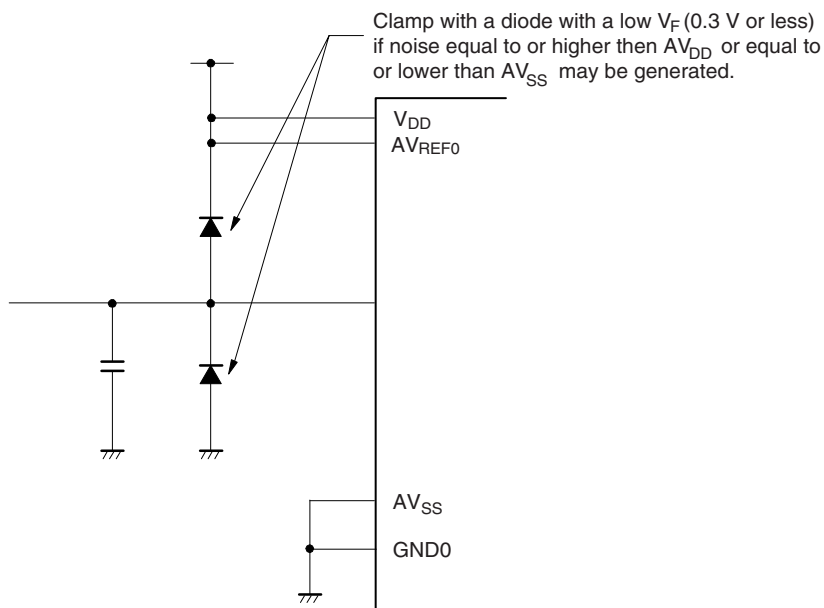 Clamp with a diode with a low VF (0.3 V or less)
if noise equal to or higher then AVDD or equal to
or lower than AVSS may be generated.
VDD
AVREF0
AVSS
GND0